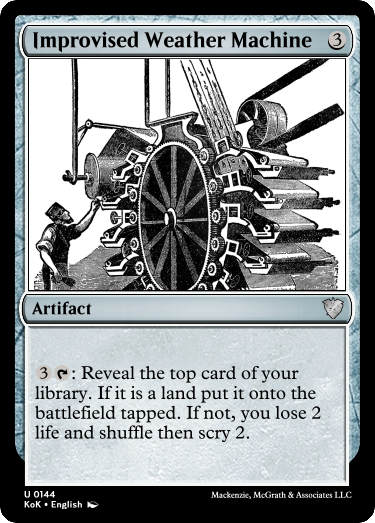 Improvised Weather Machine 3
Artifact
3 : Reveal the top card of your
library. If it is a land put it onto the
battlefield tapped. If not, you lose 2
life and shuffle then scry 2.
U 0144
KoK • English
Mackenzie, McGrath & Associates LLC